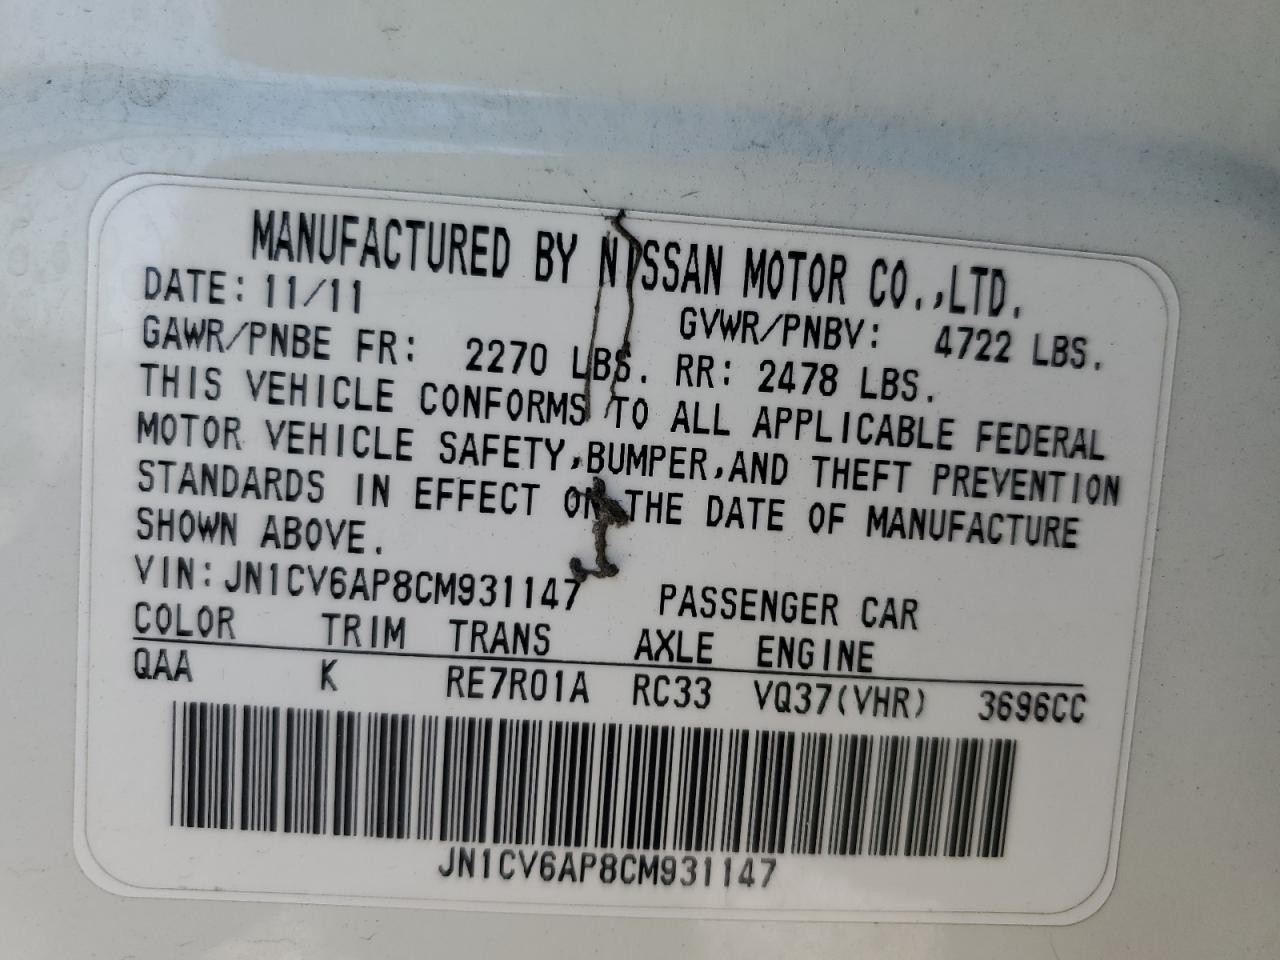 MANUFACTURED BY NISSAN MOTOR CO.,LTD.
DATE: 11/11 GVWR/PNBV: 4722 LBS.
GAWR/PNBE FR: 2270 LBS. RR: 2478 LBS.
THIS VEHICLE CONFORMS TO ALL APPLICABLE FEDERAL
MOTOR VEHICLE SAFETY,BUMPER,AND THEFT PREVENTION
STANDARDS IN EFFECT ON THE DATE OF MANUFACTURE
SHOWN ABOVE.
VIN:JN1CV6AP8CM931147 PASSENGER CAR
COLOR TRIM TRANS AXLE ENGINE
QAA K RE7R01A RC33 VQ37(VHR) 3696CC
JN1CV6AP8CM931147